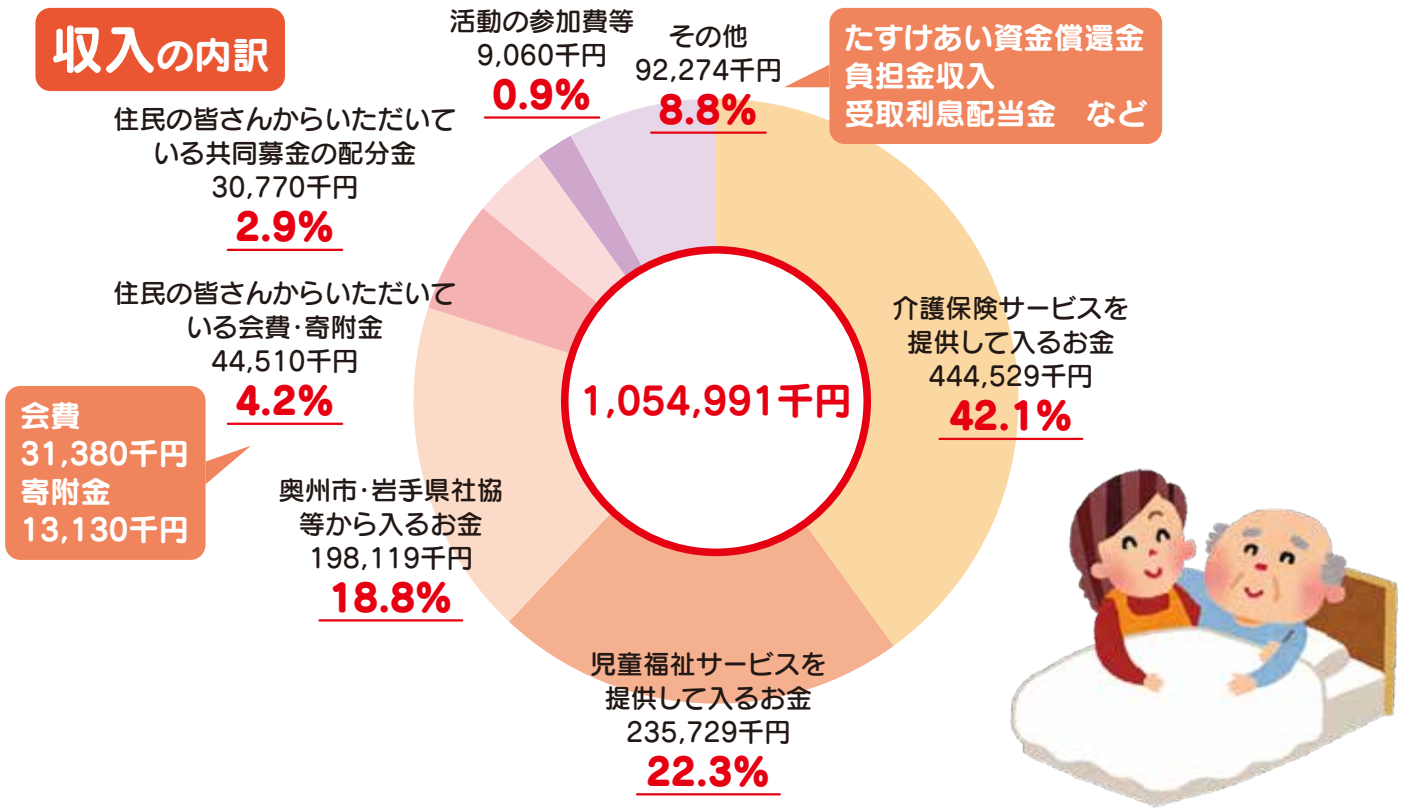 収入の内訳
活動の参加費等
9,060千円
0.9%
その他
92,274千円
8.8%
たすけあい資金償還金
負担金収入
受取利息配当金　など
住民の皆さんからいただいて
いる共同募金の配分金
30,770千円
2.9%
住民の皆さんからいただいて
いる会費・寄附金
44,510千円
4.2%
会費
31,380千円
寄附金
13,130千円
奥州市・岩手県社協
等から入るお金
198,119千円
18.8%
児童福祉サービスを
提供して入るお金
235,729千円
22.3%
介護保険サービスを
提供して入るお金
444,529千円
42.1%
1,054,991千円